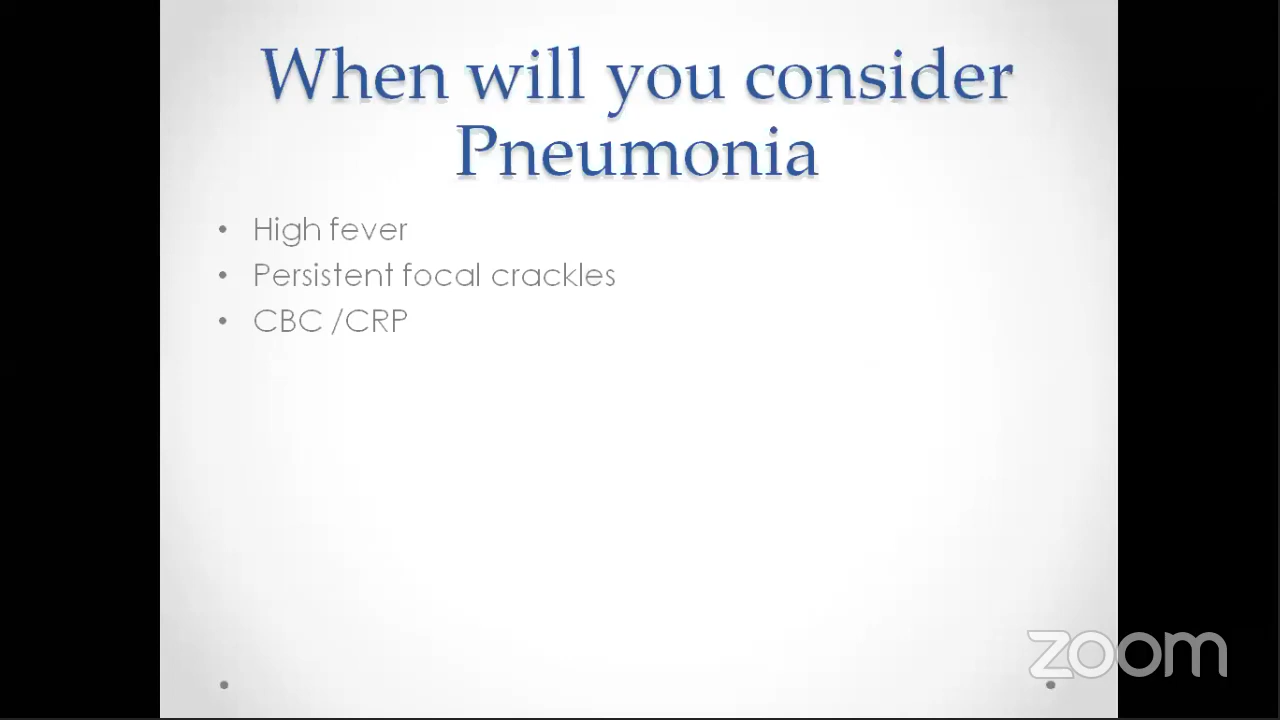 When will you consider
Pneumonia
• High fever
• Persistent focal crackles
• CBC /CRP
zoom